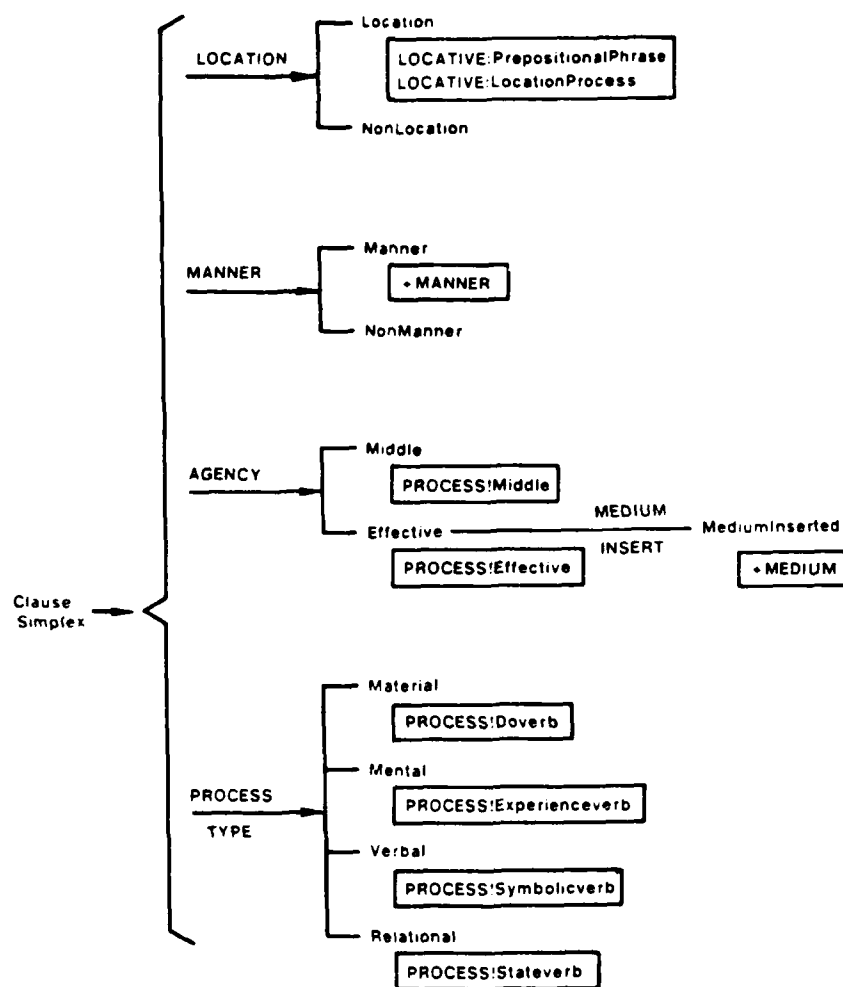 Location
LOCATION
LOCATIVE:PrepositionalPhrase
LOCATIVE:LocationProcess
NonLocation
Manner
MANNER
+MANNER
NonManner
Middle
AGENCY
PROCESS!Middle
MEDIUM
Effective
MediumInserted
INSERT
PROCESS!Effective
+MEDIUM
Clause
Simplex
Material
PROCESS!Doverb
Mental
PROCESS
PROCESS!Experienceverb
TYPE
Verbal
PROCESS!Symbolicverb
Relational
PROCESS!Stateverb